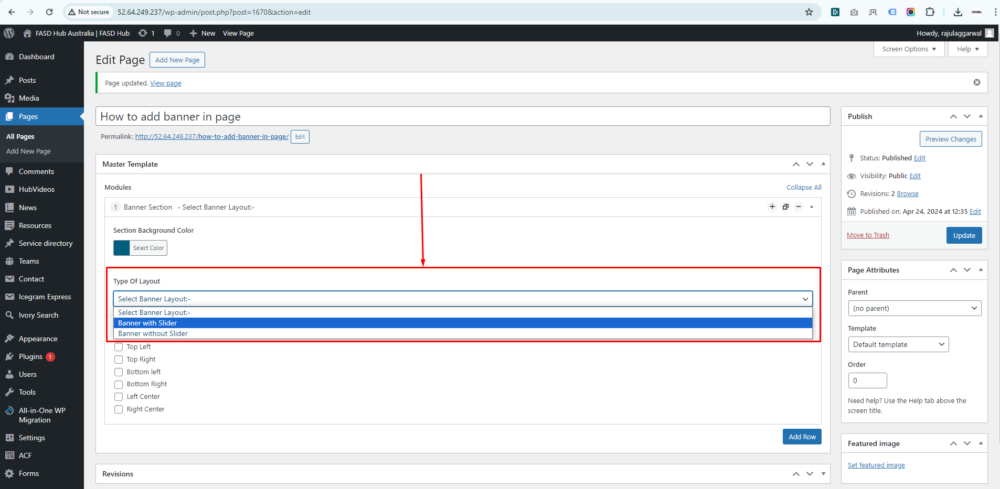 Not secure 52.64.249.237/wp-admin/post.php?post=1670&action=edit
OKMG.
FASD Hub Australia | FASD Hub 1 0 New View Page Howdy, rajulaggarwal
Dashboard
Posts
Media
Pages
All Pages
Add New Page
Comments
HubVideos
News
Resources
Service directory
Teams
Contact
Icegram Express
Ivory Search
Appearance
Plugins 1
Users
Tools
All-in-One WP
Migration
Settings
ACF
Forms
Screen Options Help
Edit Page Add New Page
Page updated. View page
How to add banner in page
Permalink: http://52.64.249.237/how-to-add-banner-in-page/ Edit
Master Template
Modules Collapse All
1 Banner Section - Select Banner Layout:-
Section Background Color
Select Color
Type Of Layout
Select Banner Layout:-
Select Banner Layout:-
Banner with Slider
Banner without Slider
Top Left
Top Right
Bottom left
Bottom Right
Left Center
Right Center
Add Row
Revisions
Publish
Preview Changes
Status: Published Edit
Visibility: Public Edit
Revisions: 2 Browse
Published on: Apr 24, 2024 at 12:35 Edit
Move to Trash Update
Page Attributes
Parent
(no parent)
Template
Default template
Order
0
Need help? Use the Help tab above the
screen title.
Featured image
Set featured image